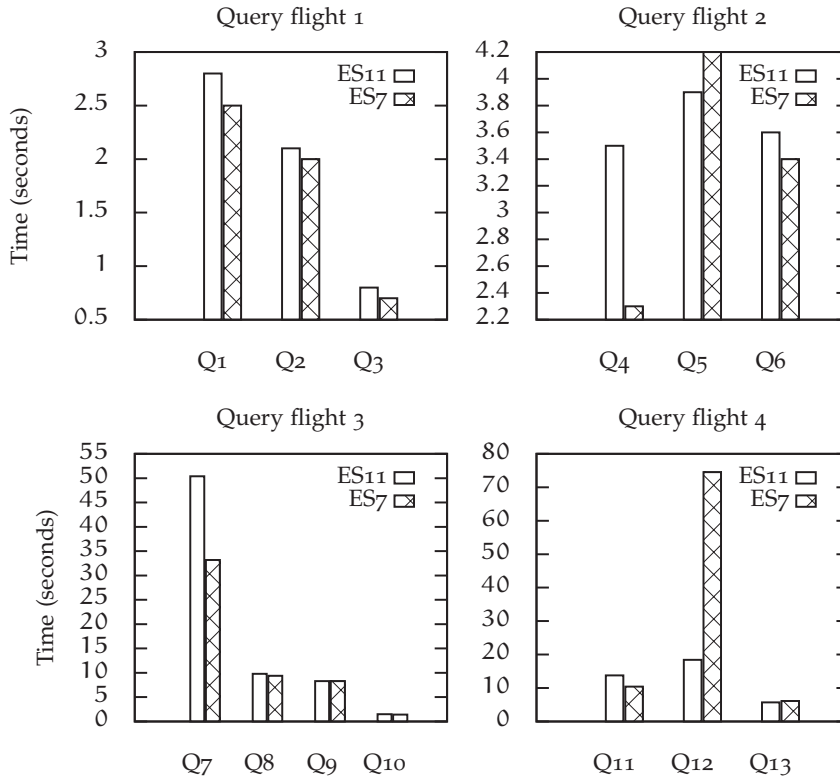 Query flight 1
Time (seconds)
3
2.5
2
1.5
1
0.5
ES11
ES7
Q1 Q2 Q3
Query flight 2
4.2
4
3.8
3.6
3.4
3.2
3
2.8
2.6
2.4
2.2
ES11
ES7
Q4 Q5 Q6
Query flight 3
Time (seconds)
55
50
45
40
35
30
25
20
15
10
5
0
ES11
ES7
Q7 Q8 Q9 Q10
Query flight 4
80
70
60
50
40
30
20
10
0
ES11
ES7
Q11 Q12 Q13